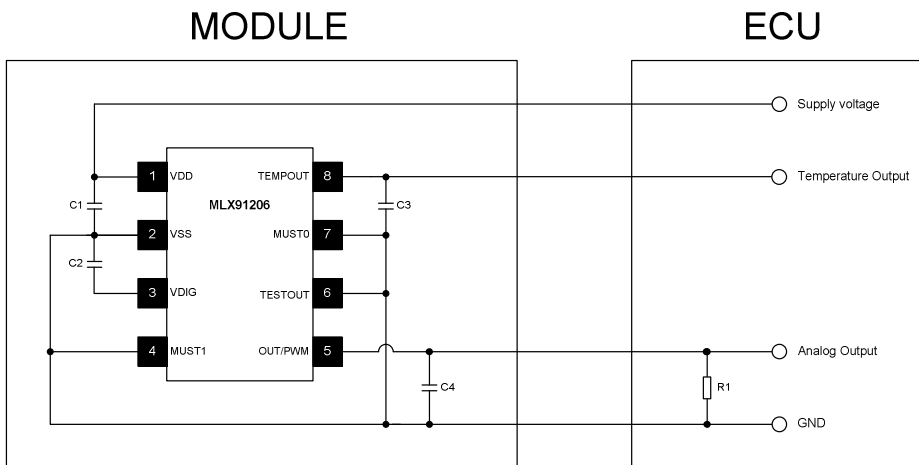 MODULE
ECU
Supply voltage
1 VDD
TEMPOUT 8
Temperature Output
MLX91206
C1
C3
2 VSS
MUST0 7
C2
3 VDIG
TESTOUT 6
4 MUST1
OUT/PWM 5
Analog Output
C4
R1
GND